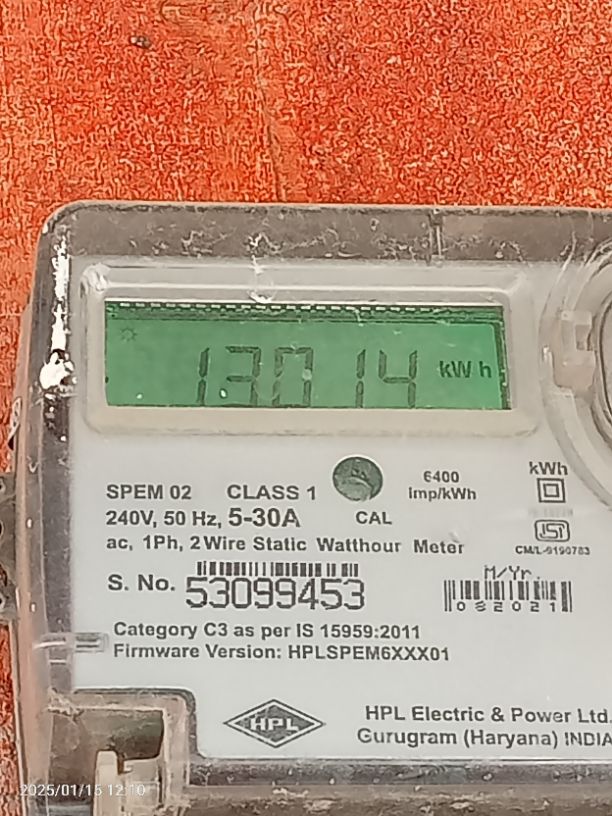 13014 kWh
SPEM 02 CLASS 1
6400
imp/kWh
kWh
240V, 50 Hz, 5-30A
CAL
ISI
CM/L-9190783
ac, 1Ph, 2 Wire Static Watthour Meter
S. No. 53099453
M/Yr.
082021
Category C3 as per IS 15959:2011
Firmware Version: HPLSPEM6XXX01
HPL
HPL Electric & Power Ltd.
Gurugram (Haryana) INDIA
2025/01/15 12:10